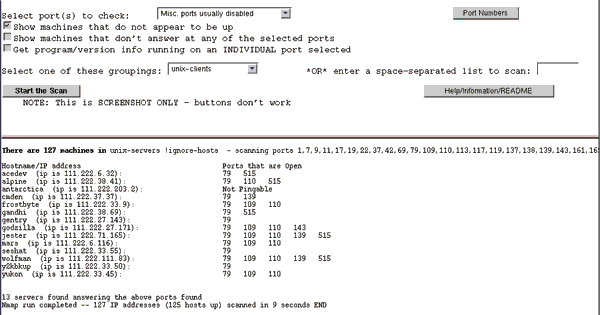 Select port(s) to check: Misc. ports usually disabled Port Numbers
Show machines that do not appear to be up
Show machines that don't answer at any of the selected ports
Get program/version info running on an INDIVIDUAL port selected
Select one of these groupings: unix-clients *OR* enter a space-separated list to scan:
Start the Scan Help/Information/README
NOTE: This is SCREENSHOT ONLY - buttons don't work
There are 127 machines in unix-servers !ignore-hosts - scanning ports 1,7,9,11,17,19,22,37,42,69,79,109,110,113,117,119,137,138,139,143,161,16
Hostname/IP address Ports that are Open
acedev (ip is 111.222.6.32): 79 515
alpine (ip is 111.222.38.41): 79 110 515
antarctica (ip is 111.222.203.2): Not Pingable
cmden (ip is 111.222.37.37): 79 139
frostbyte (ip is 111.222.33.9): 79 109 110
gandhi (ip is 111.222.38.69): 79 515
gentry (ip is 111.222.27.143): 79
godzilla (ip is 111.222.27.171): 79 109 110 143
jester (ip is 111.222.71.165): 79 109 110 139 515
mars (ip is 111.222.6.116): 79 109 110
seshat (ip is 111.222.33.55): 79
wolfman (ip is 111.222.111.83): 79 109 110 139 515
y2kbkup (ip is 111.222.33.50): 79
yukon (ip is 111.222.33.45): 79 109 110
13 servers found answering the above ports found
Nmap run completed -- 127 IP addresses (125 hosts up) scanned in 9 seconds END